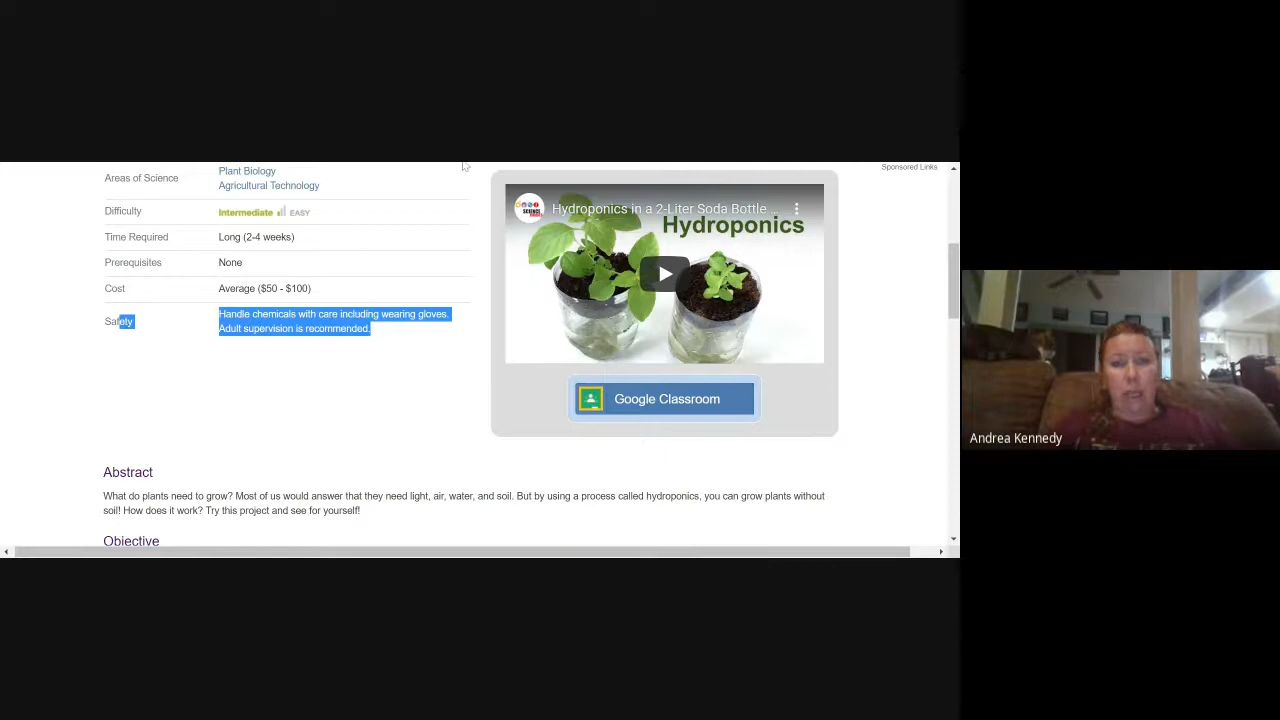 Sponsored Links
Areas of Science
Plant Biology
Agricultural Technology
Difficulty
Intermediate EASY
Time Required
Long (2-4 weeks)
Prerequisites
None
Cost
Average ($50 - $100)
Safety
Handle chemicals with care including wearing gloves.
Adult supervision is recommended.
Hydroponics in a 2-Liter Soda Bottle ...
Hydroponics
Google Classroom
Andrea Kennedy
Abstract
What do plants need to grow? Most of us would answer that they need light, air, water, and soil. But by using a process called hydroponics, you can grow plants without
soil! How does it work? Try this project and see for yourself!
Objective